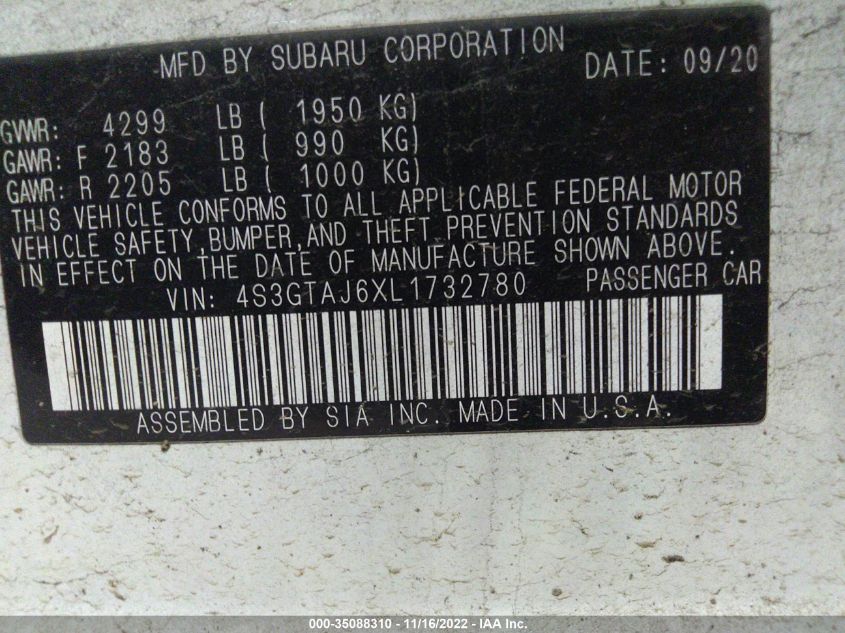 MFD BY SUBARU CORPORATION DATE: 09/20
GVWR: 4299 LB ( 1950 KG)
GAWR: F 2183 LB ( 990 KG)
GAWR: R 2205 LB ( 1000 KG)
THIS VEHICLE CONFORMS TO ALL APPLICABLE FEDERAL MOTOR
VEHICLE SAFETY,BUMPER,AND THEFT PREVENTION STANDARDS
IN EFFECT ON THE DATE OF MANUFACTURE SHOWN ABOVE.
VIN: 4S3GTAJ6XL1732780 PASSENGER CAR
ASSEMBLED BY SIA INC. MADE IN U.S.A.
000-35088310 - 11/16/2022 - IAA Inc.